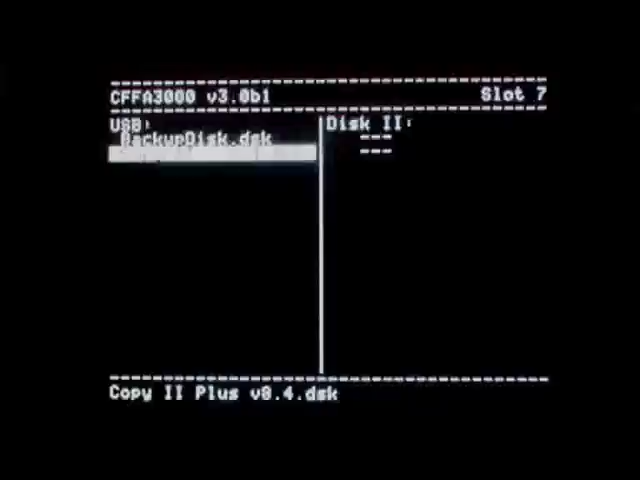 CFFA3000 v3.0b1 Slot 7
USB: Disk II:
BackupDisk.dsk ---
---
Copy II Plus v8.4.dsk